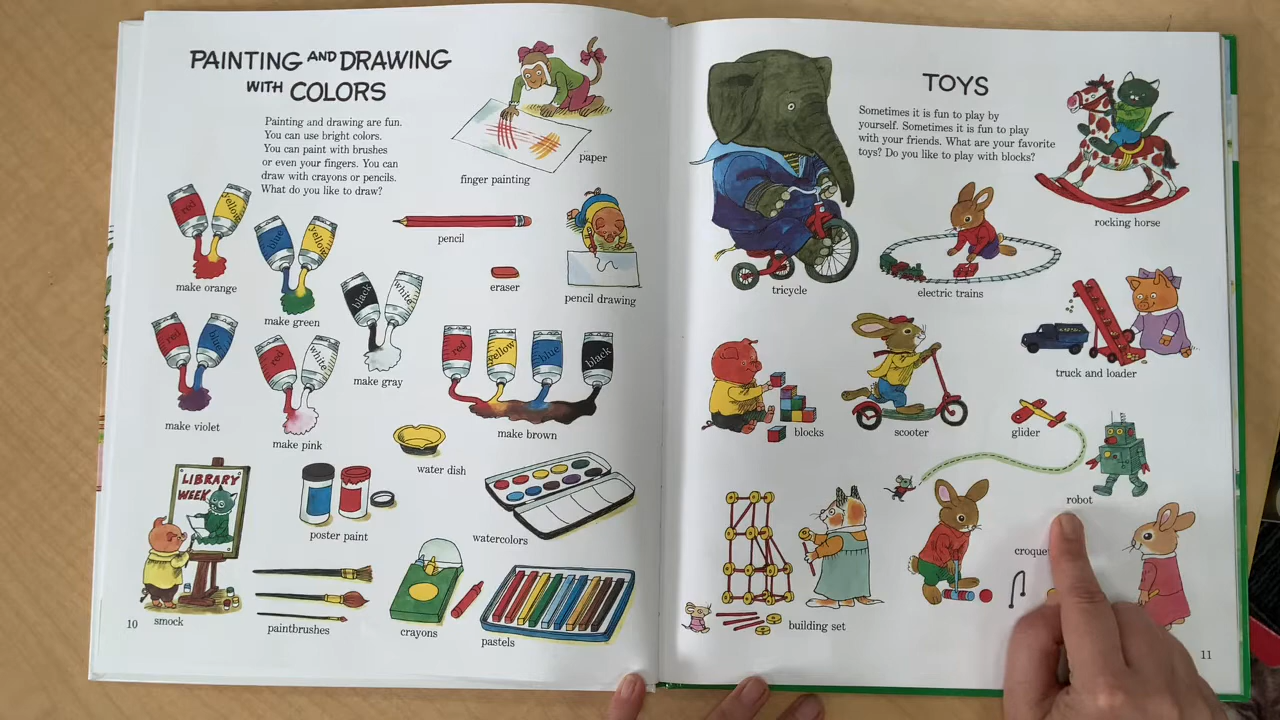 PAINTING AND DRAWING
WITH COLORS
Painting and drawing are fun.
You can use bright colors.
You can paint with brushes
or even your fingers. You can
draw with crayons or pencils.
What do you like to draw?
paper
finger painting
red
yellow
make orange
blue
yellow
make green
pencil
eraser
pencil drawing
black
white
make gray
red
blue
make violet
red
white
make pink
red
yellow
blue
black
make brown
water dish
LIBRARY
WEEK
smock
poster paint
watercolors
paintbrushes
crayons
pastels
10
TOYS
Sometimes it is fun to play by
yourself. Sometimes it is fun to play
with your friends. What are your favorite
toys? Do you like to play with blocks?
rocking horse
tricycle
electric trains
truck and loader
blocks
scooter
glider
robot
building set
11